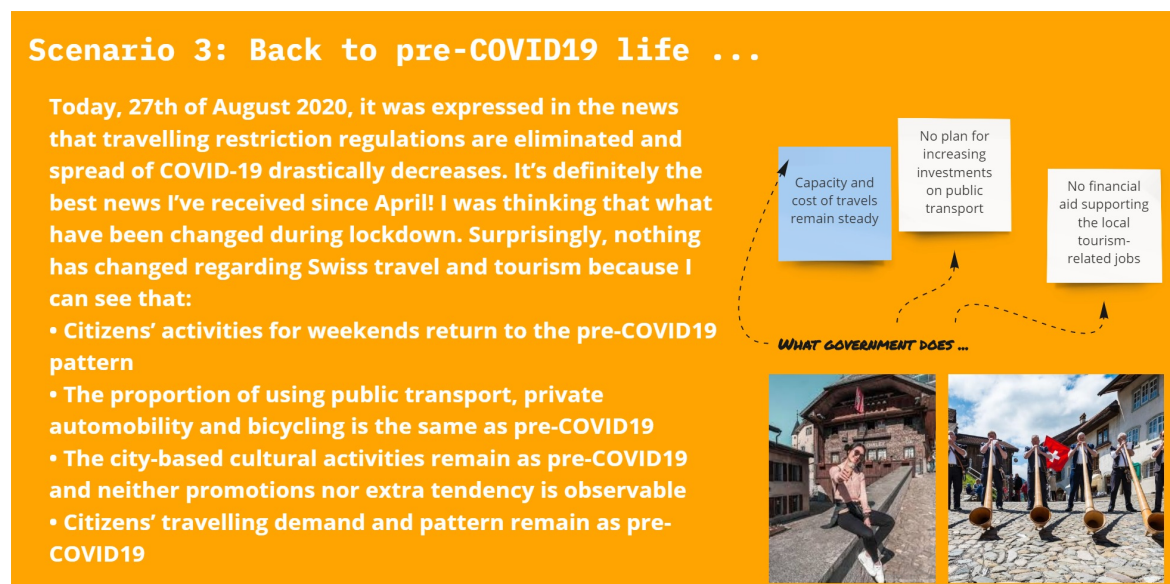 Scenario 3: Back to pre-COVID19 life ...
Today, 27th of August 2020, it was expressed in the news
that travelling restriction regulations are eliminated and
spread of COVID-19 drastically decreases. It's definitely the
best news I've received since April! I was thinking that what
have been changed during lockdown. Surprisingly, nothing
has changed regarding Swiss travel and tourism because I
can see that:
• Citizens' activities for weekends return to the pre-COVID19
pattern
• The proportion of using public transport, private
automobility and bicycling is the same as pre-COVID19
• The city-based cultural activities remain as pre-COVID19
and neither promotions nor extra tendency is observable
• Citizens' travelling demand and pattern remain as pre-
COVID19
Capacity and
cost of travels
remain steady
No plan for
increasing
investments
on public
transport
No financial
aid supporting
the local
tourism-
related jobs
What government does ...